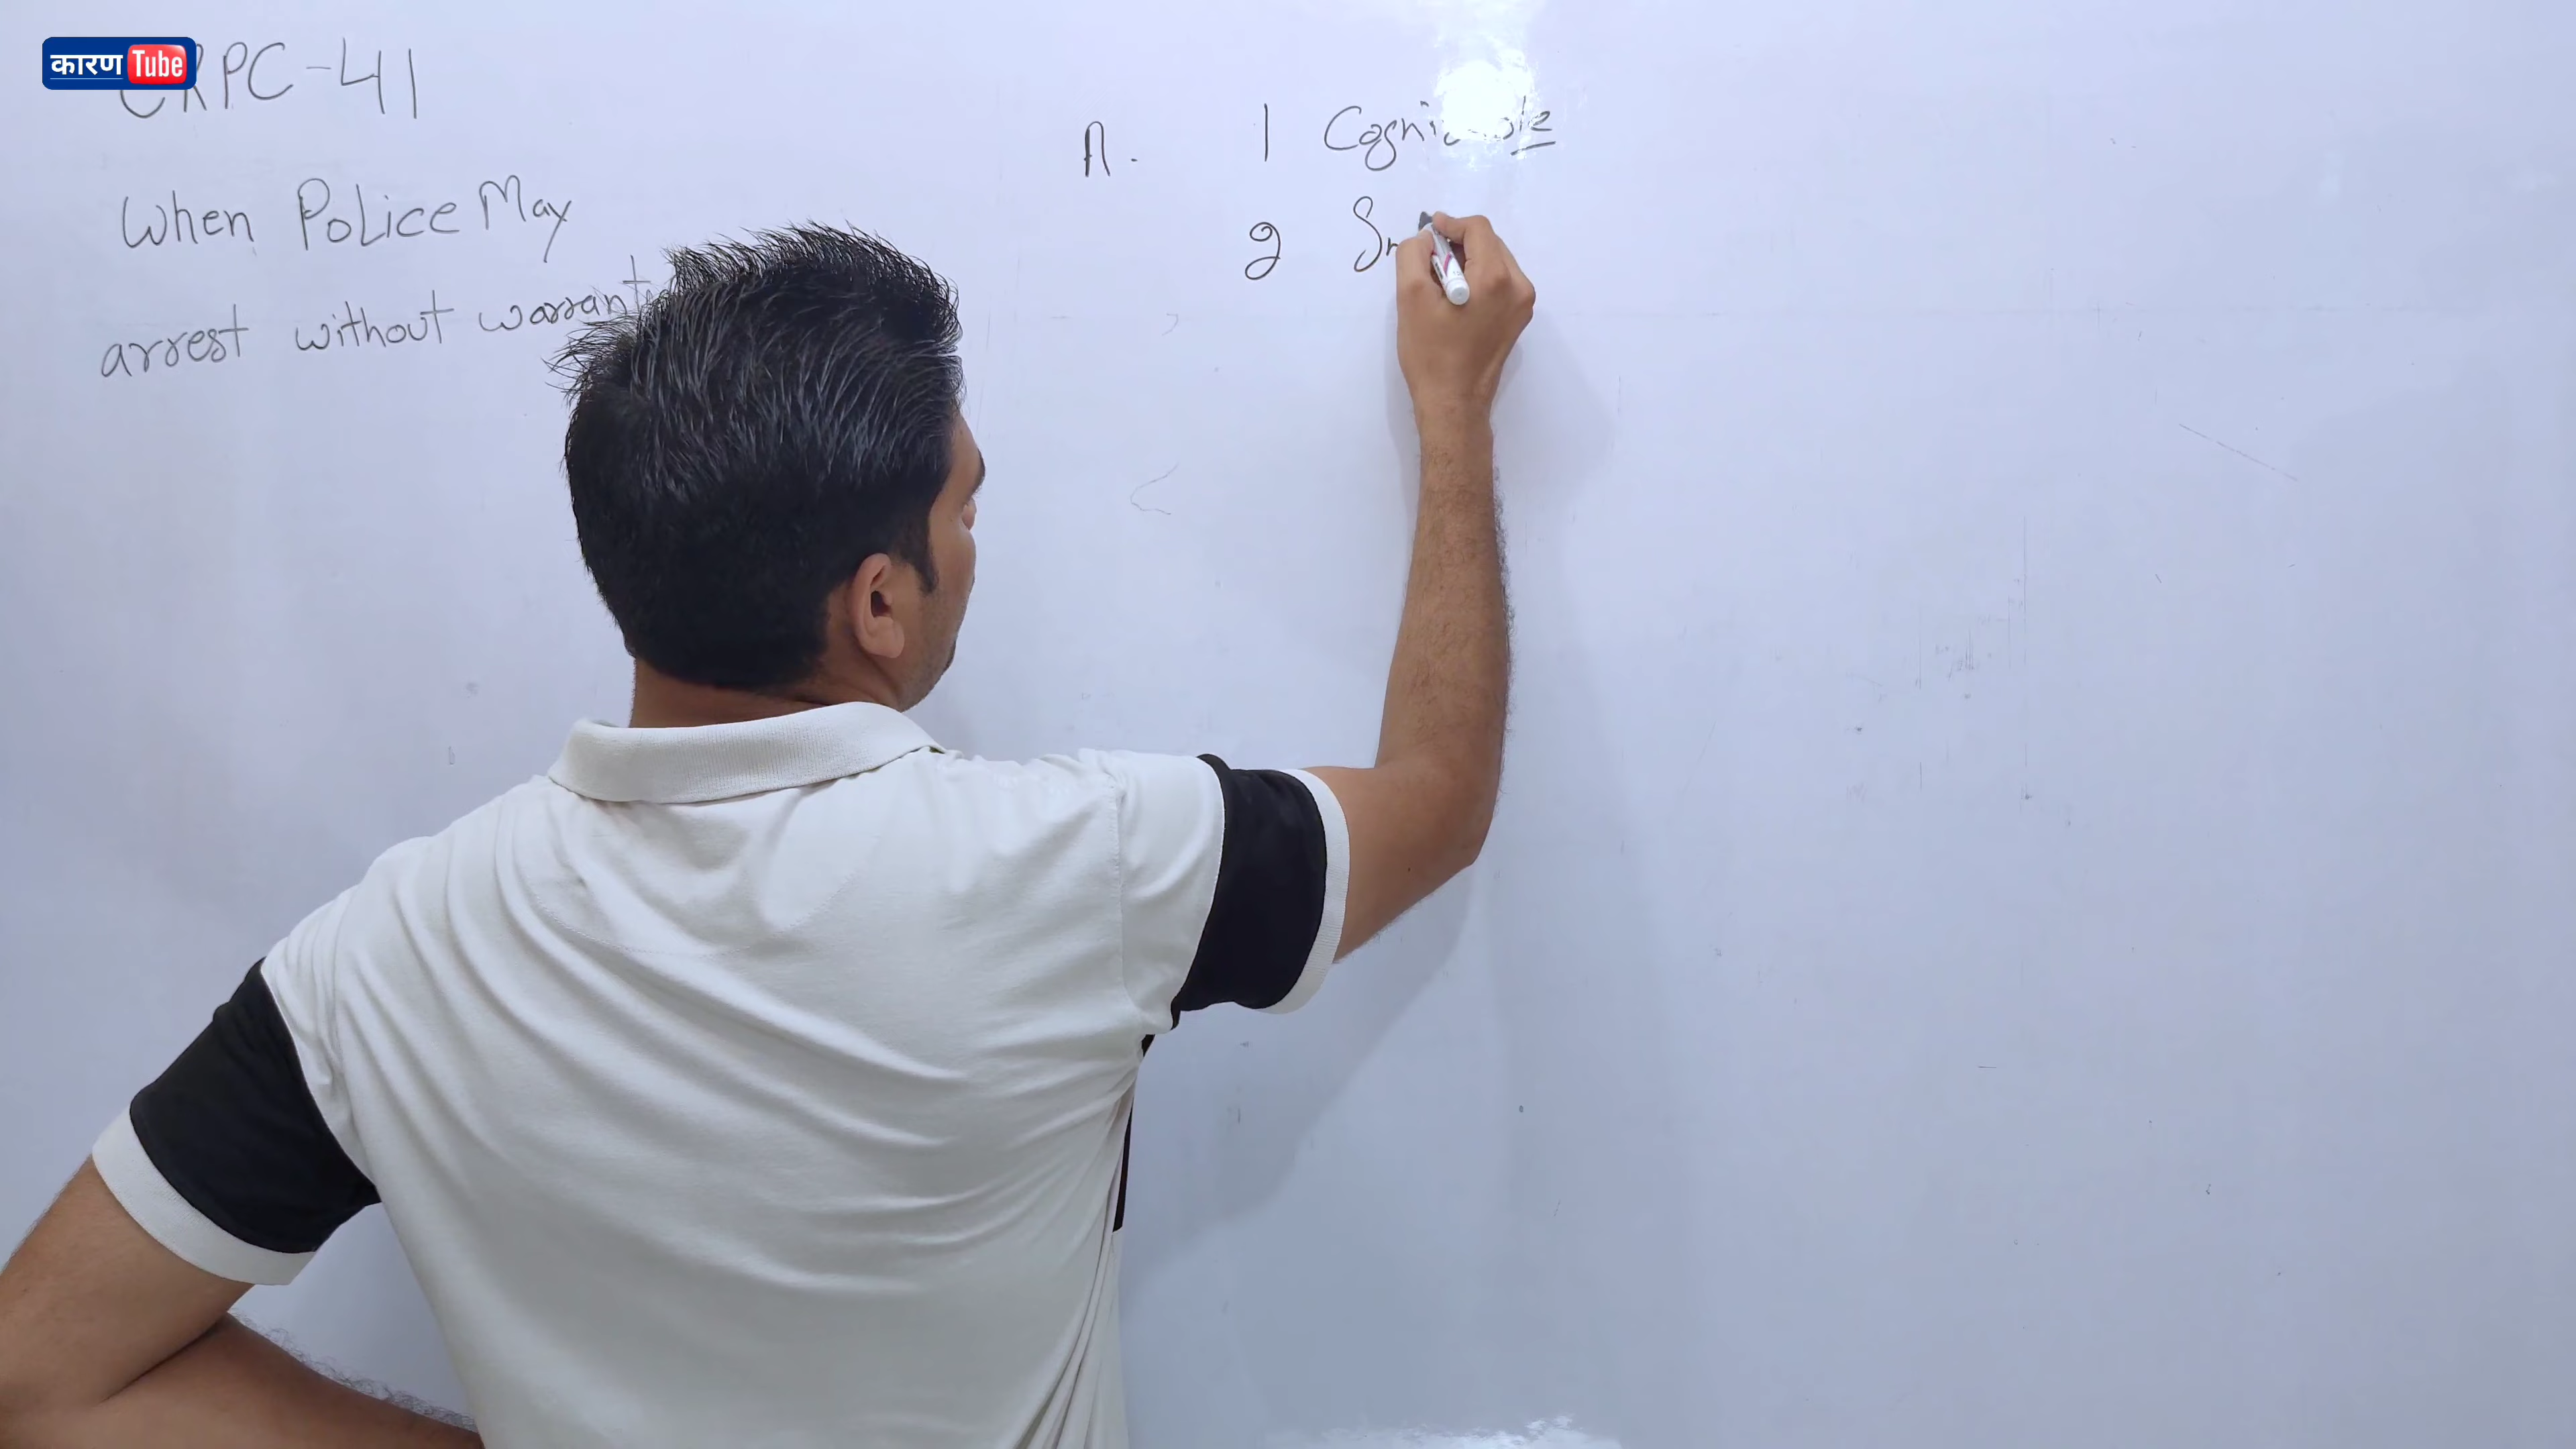 कारण Tube
CRPC-41
When Police May
arrest without warrant
A. 1 Cognizable
2